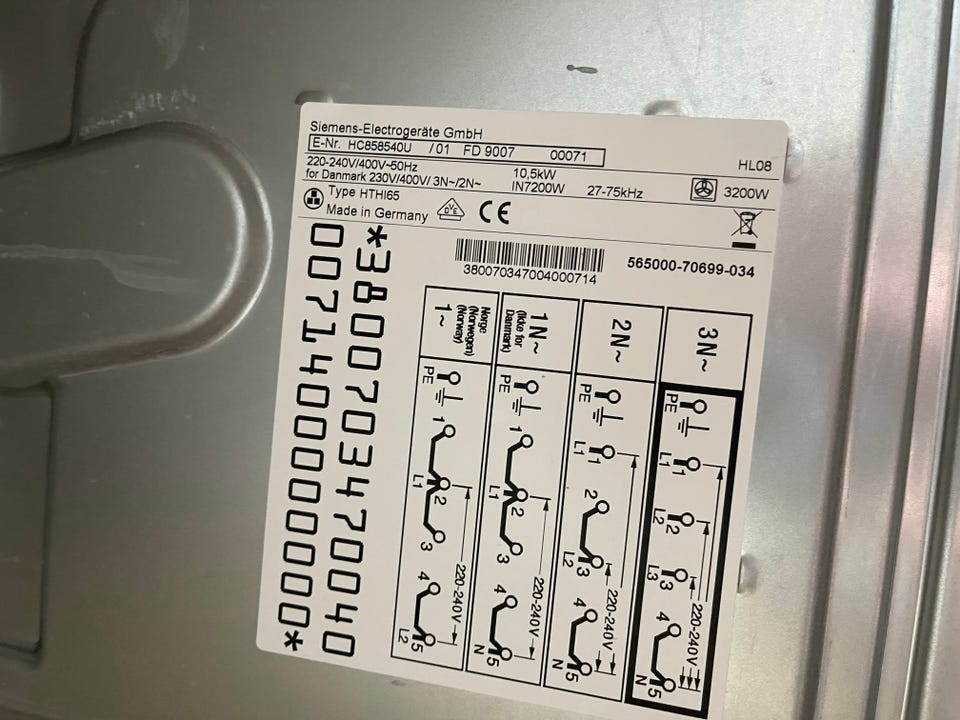 Siemens-Electrogeräte GmbH
E-Nr. HC858540U / 01 FD 9007 00071
HL08
220-240V/400V~50Hz 10,5kW
for Danmark 230V/400V/ 3N~/2N~ IN7200W 27-75kHz 3200W
Type HTHI65
Made in Germany DVE CE
380070347004000714
565000-70699-034
*3800703470040
0071400000000*
Norge
(Norwegen)
(Norway)
1~
1N~
(Ikke for
Danmark)
2N~
3N~
PE 1 2 L1 3 4 5 L2 220-240V
PE 1 2 L1 3 4 5 N 220-240V
PE 1 L1 2 3 L2 4 5 N 220-240V
PE 1 L1 2 L2 3 L3 4 5 N 220-240V